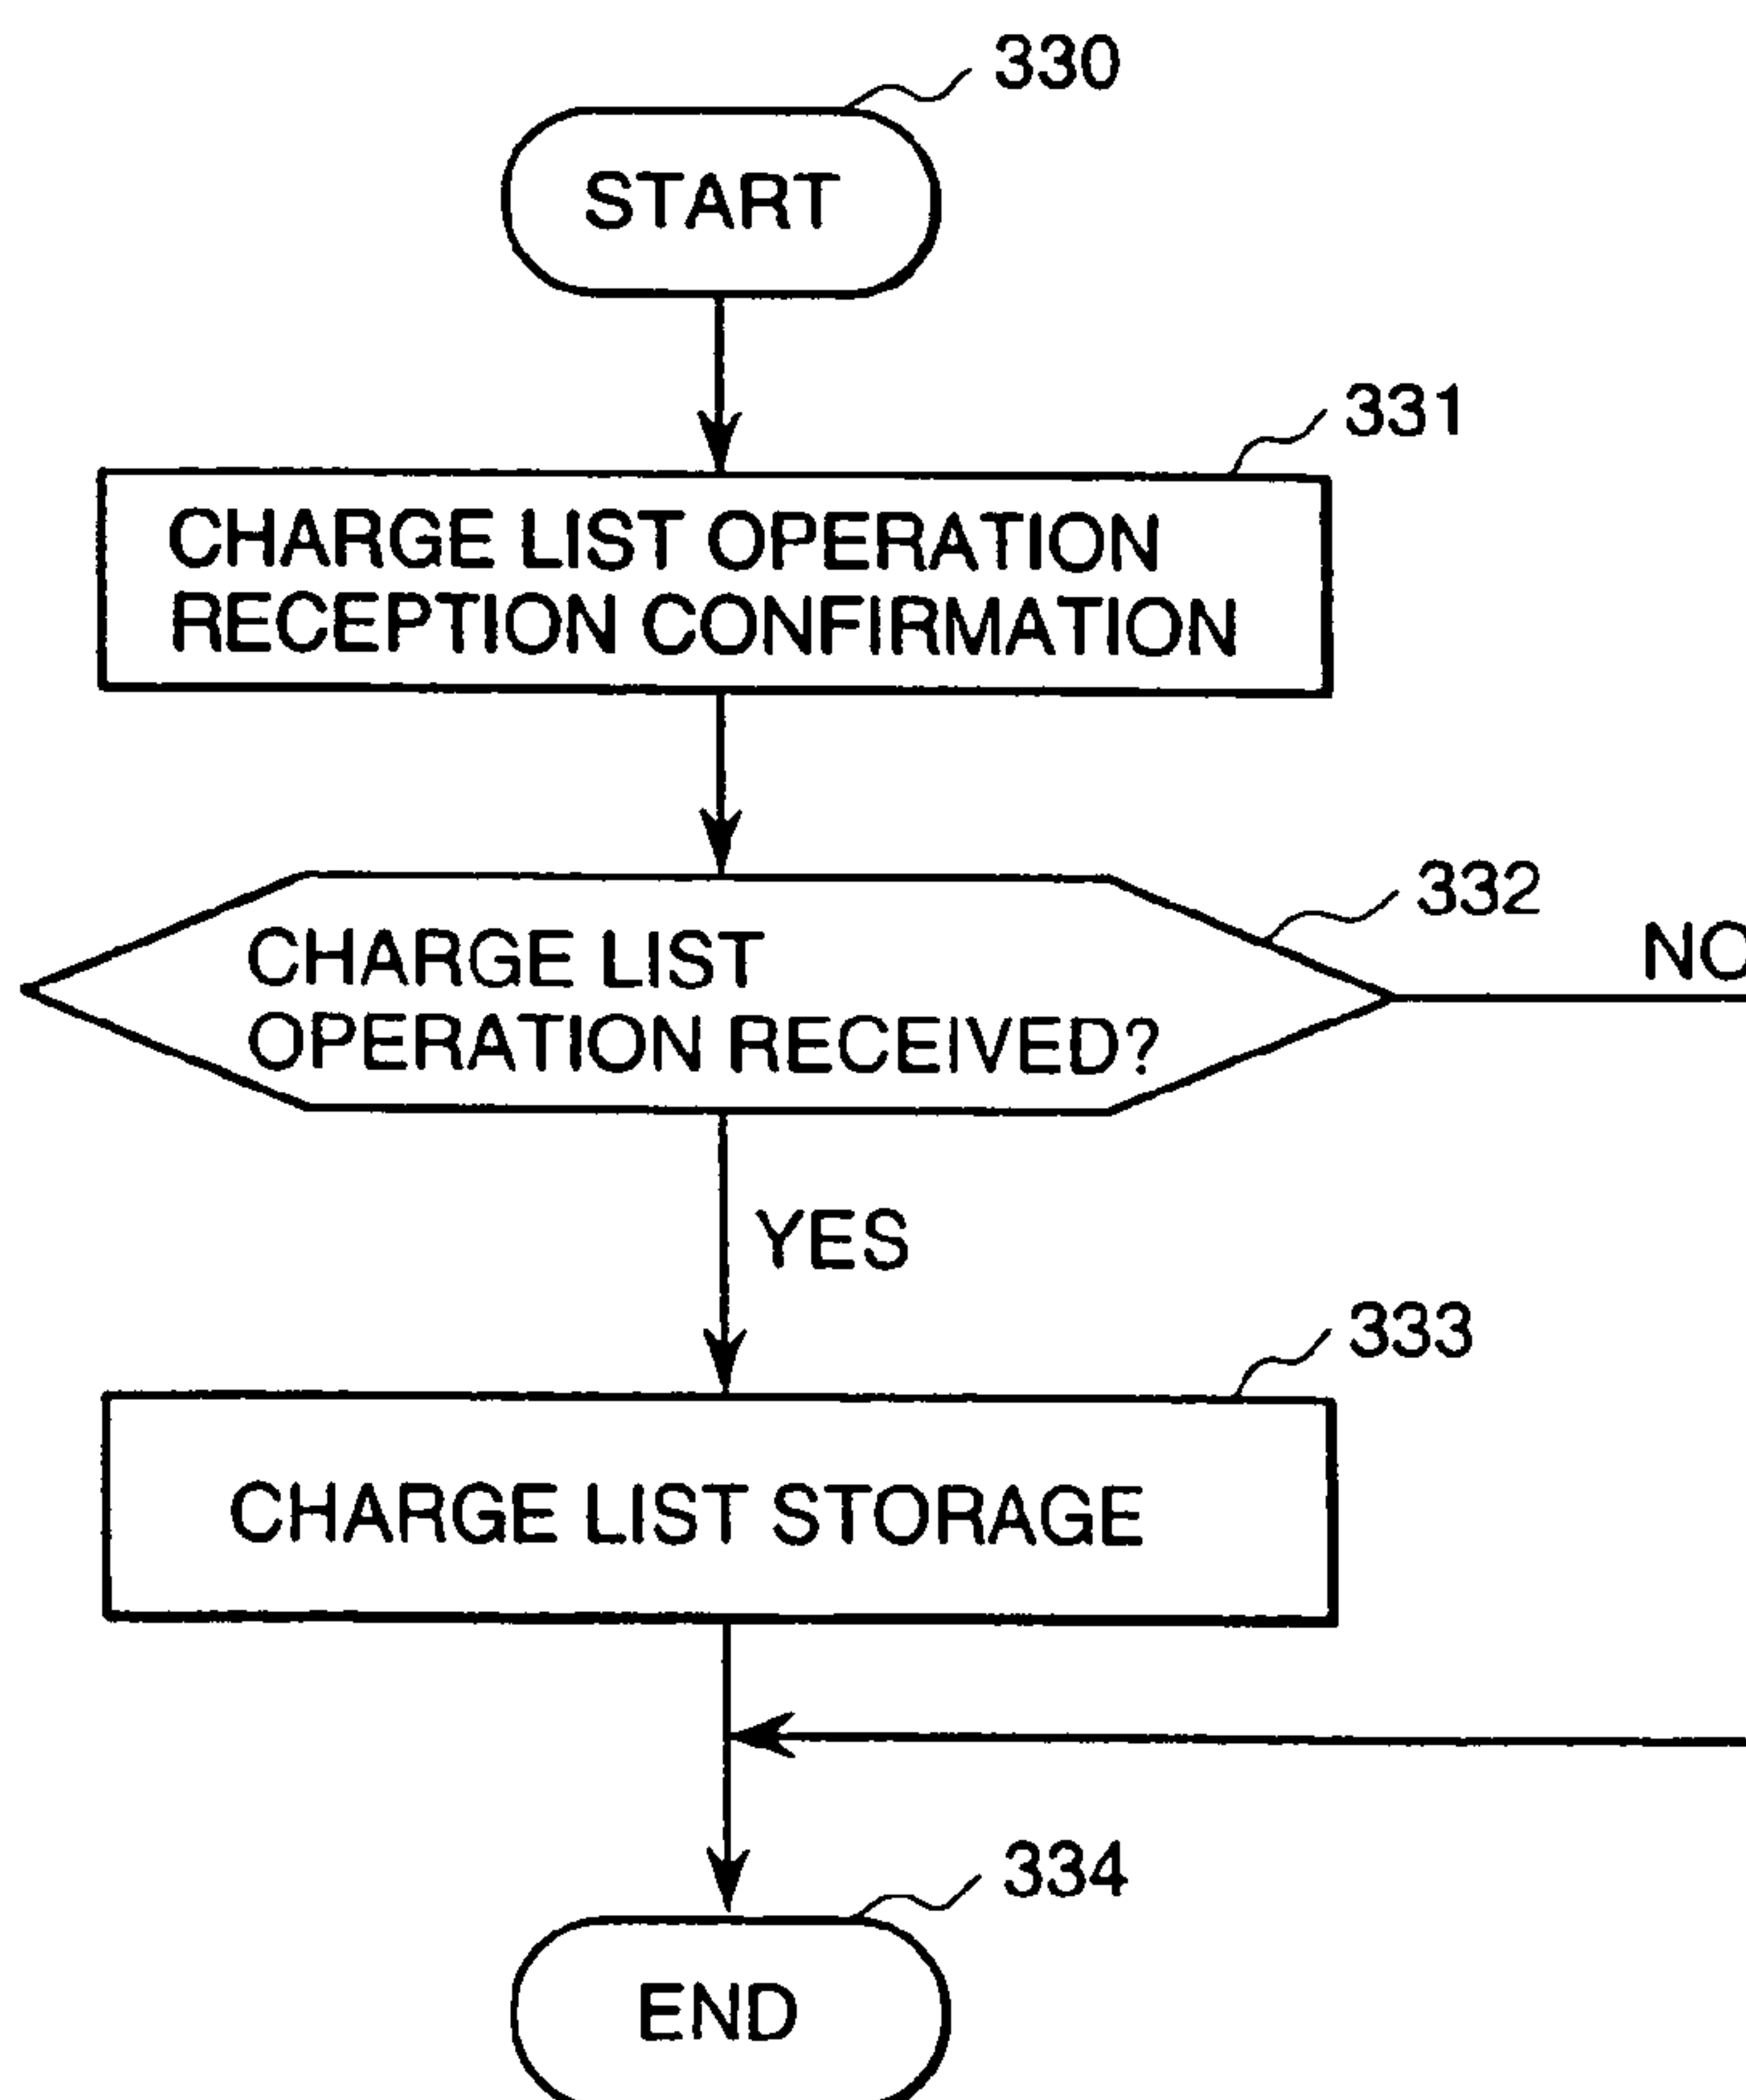 330
START
331
CHARGE LIST OPERATION
RECEPTION CONFIRMATION
332
CHARGE LIST
OPERATION RECEIVED?
NO
YES
333
CHARGE LIST STORAGE
334
END